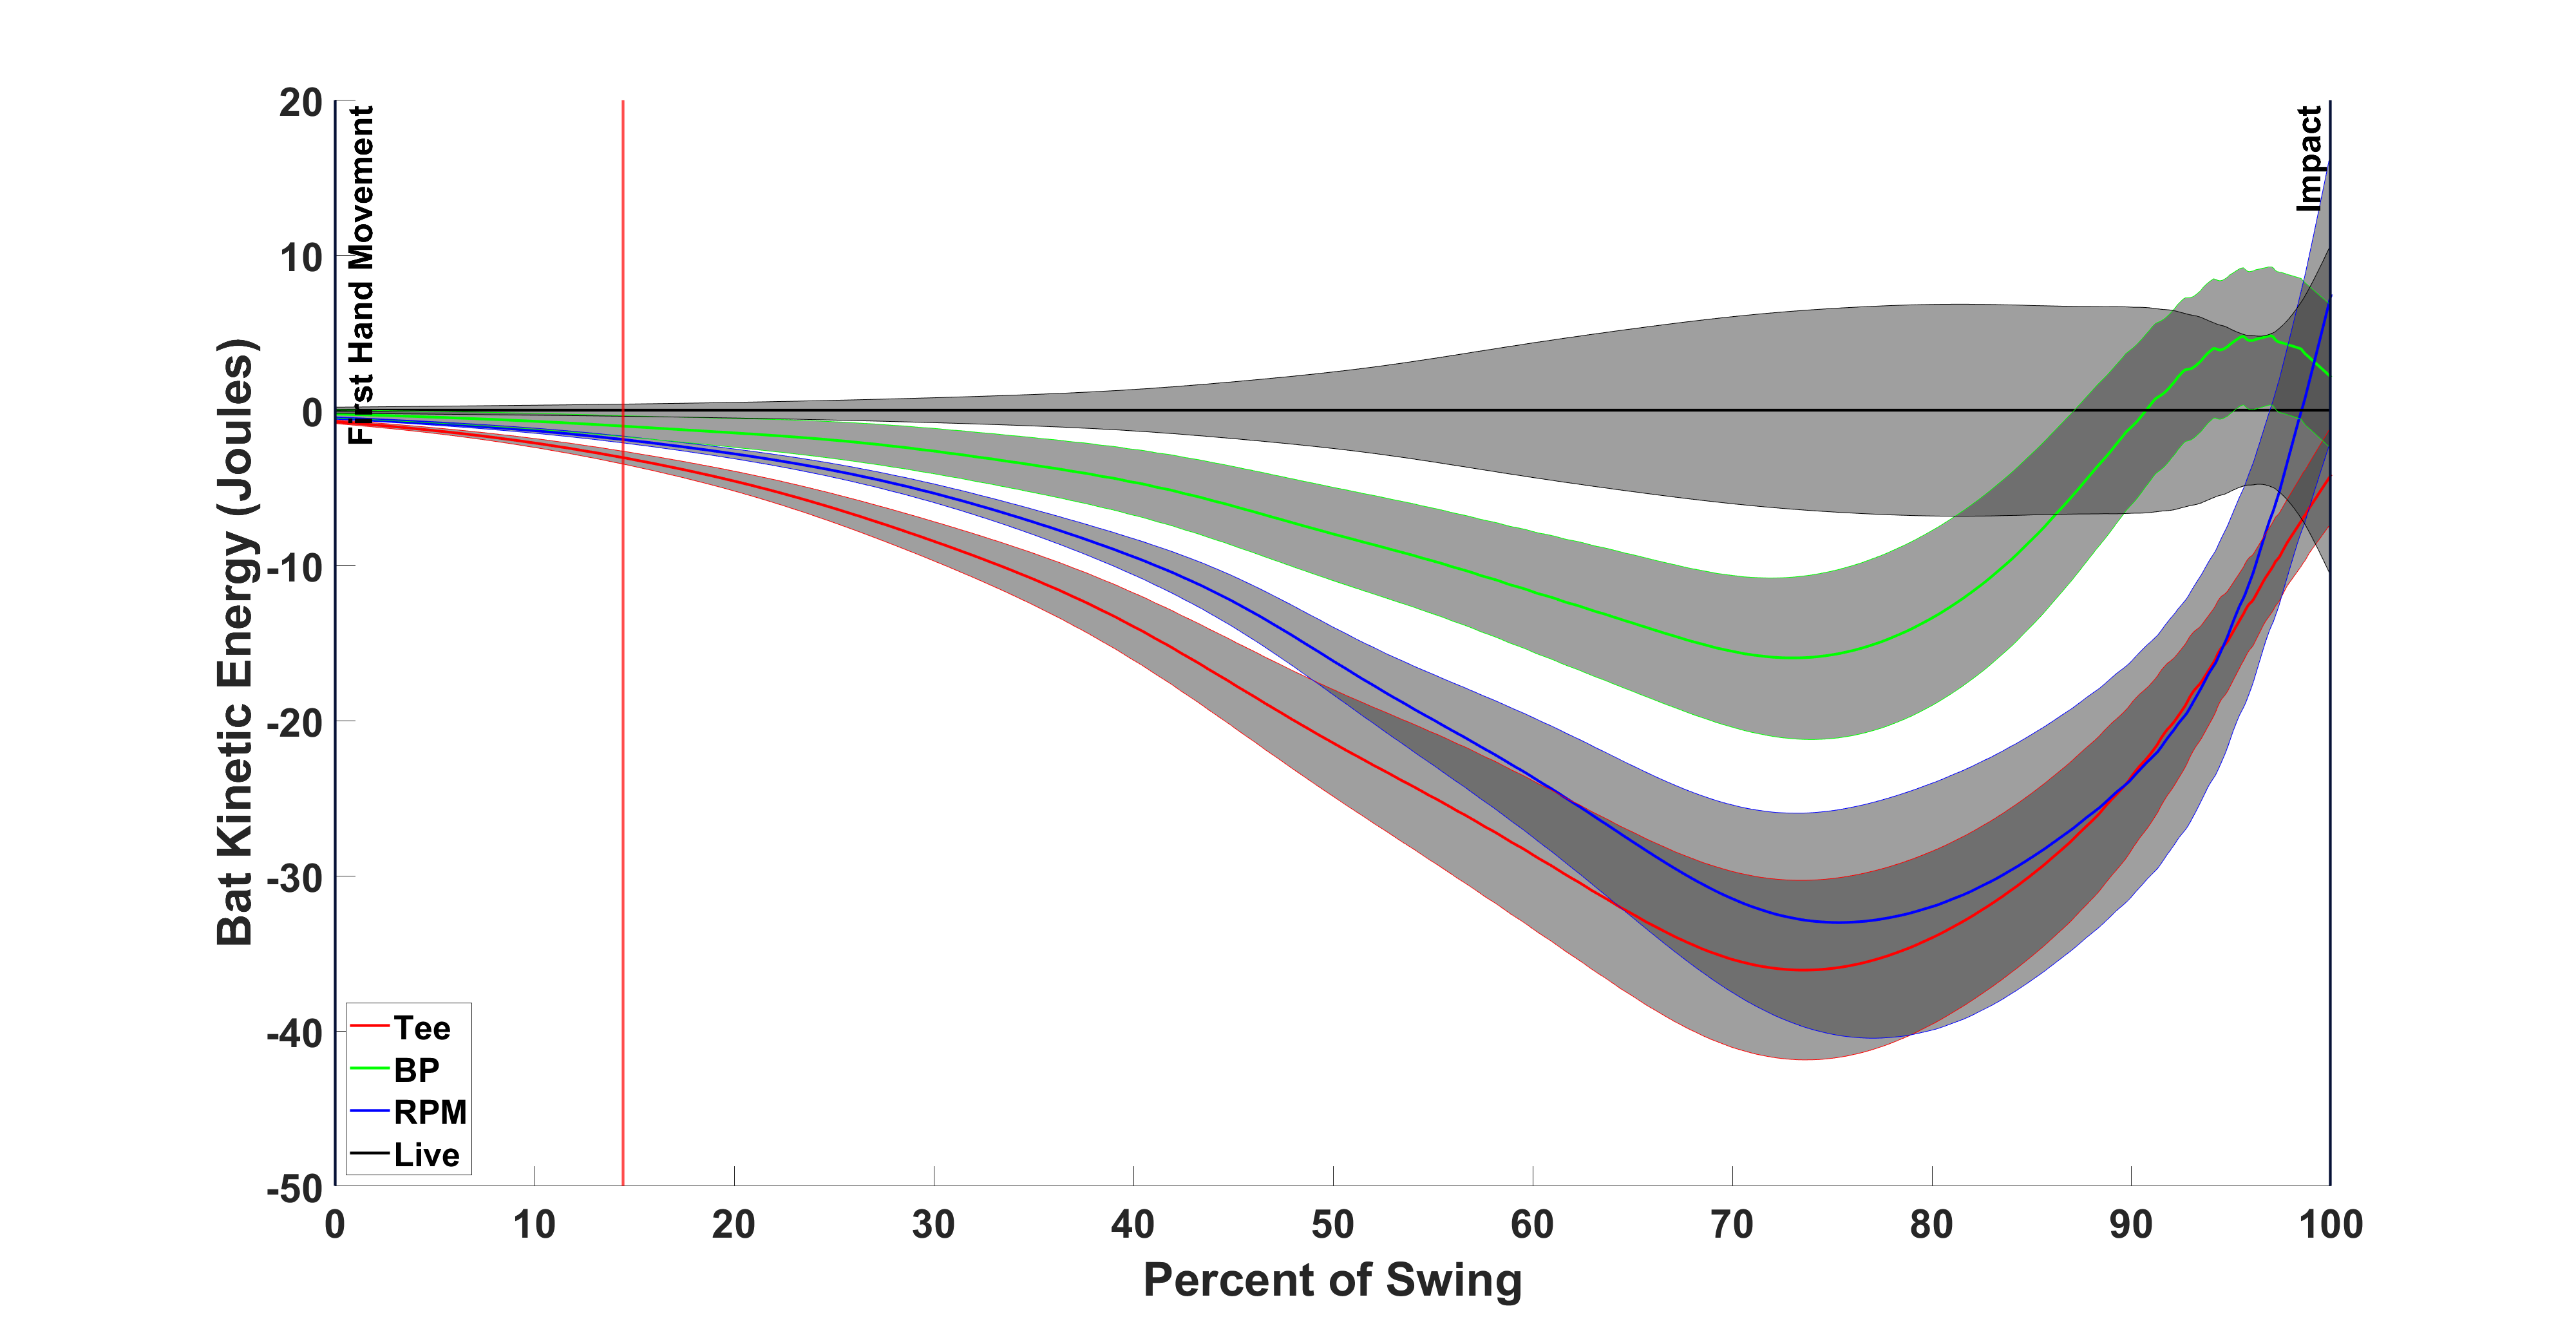 20
10
0
-10
-20
-30
-40
-50
Bat Kinetic Energy (Joules)
First Hand Movement
Impact
Tee
BP
RPM
Live
0 10 20 30 40 50 60 70 80 90 100
Percent of Swing